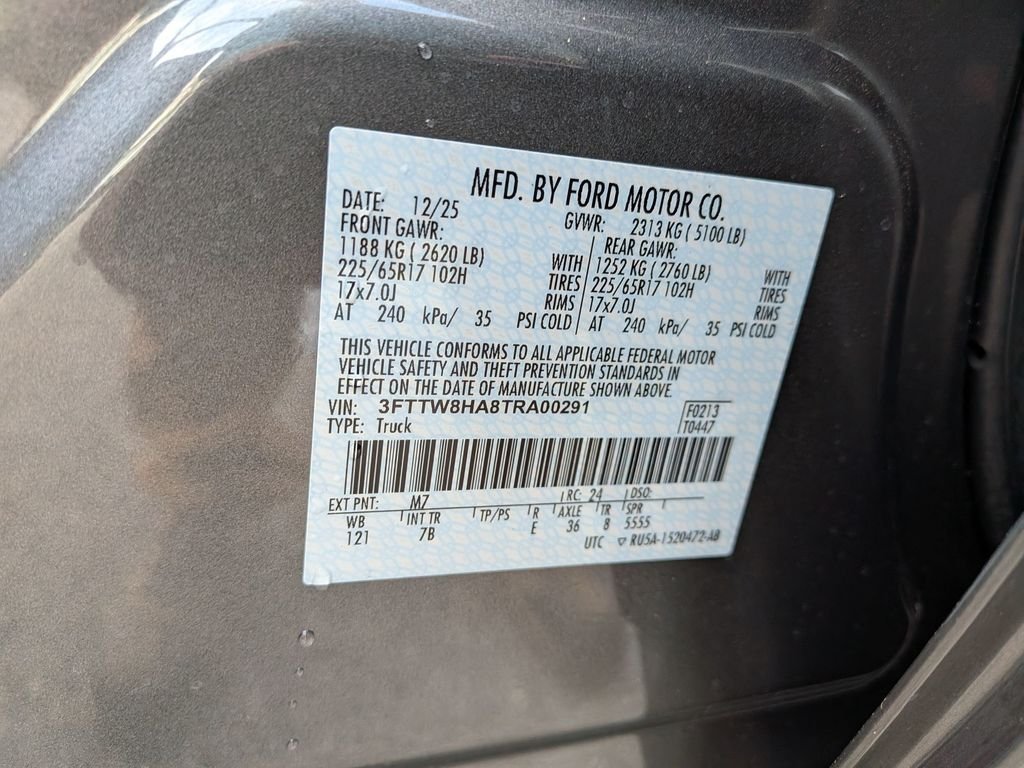 MFD. BY FORD MOTOR CO.
DATE: 12/25 GVWR: 2313 KG ( 5100 LB)
FRONT GAWR: REAR GAWR:
1188 KG ( 2620 LB) WITH 1252 KG ( 2760 LB) WITH
225/65R17 102H TIRES 225/65R17 102H TIRES
17x7.0J RIMS 17x7.0J RIMS
AT 240 kPa/ 35 PSI COLD AT 240 kPa/ 35 PSI COLD
THIS VEHICLE CONFORMS TO ALL APPLICABLE FEDERAL MOTOR
VEHICLE SAFETY AND THEFT PREVENTION STANDARDS IN
EFFECT ON THE DATE OF MANUFACTURE SHOWN ABOVE.
VIN: 3FTTW8HA8TRA00291 F0213
TYPE: Truck T0447
EXT PNT: M7 RC: 24 DSO:
WB INT TR TP/PS R AXLE TR SPR
121 7B E 36 8 5555
UTC ▽ RU5A-1520472-AB